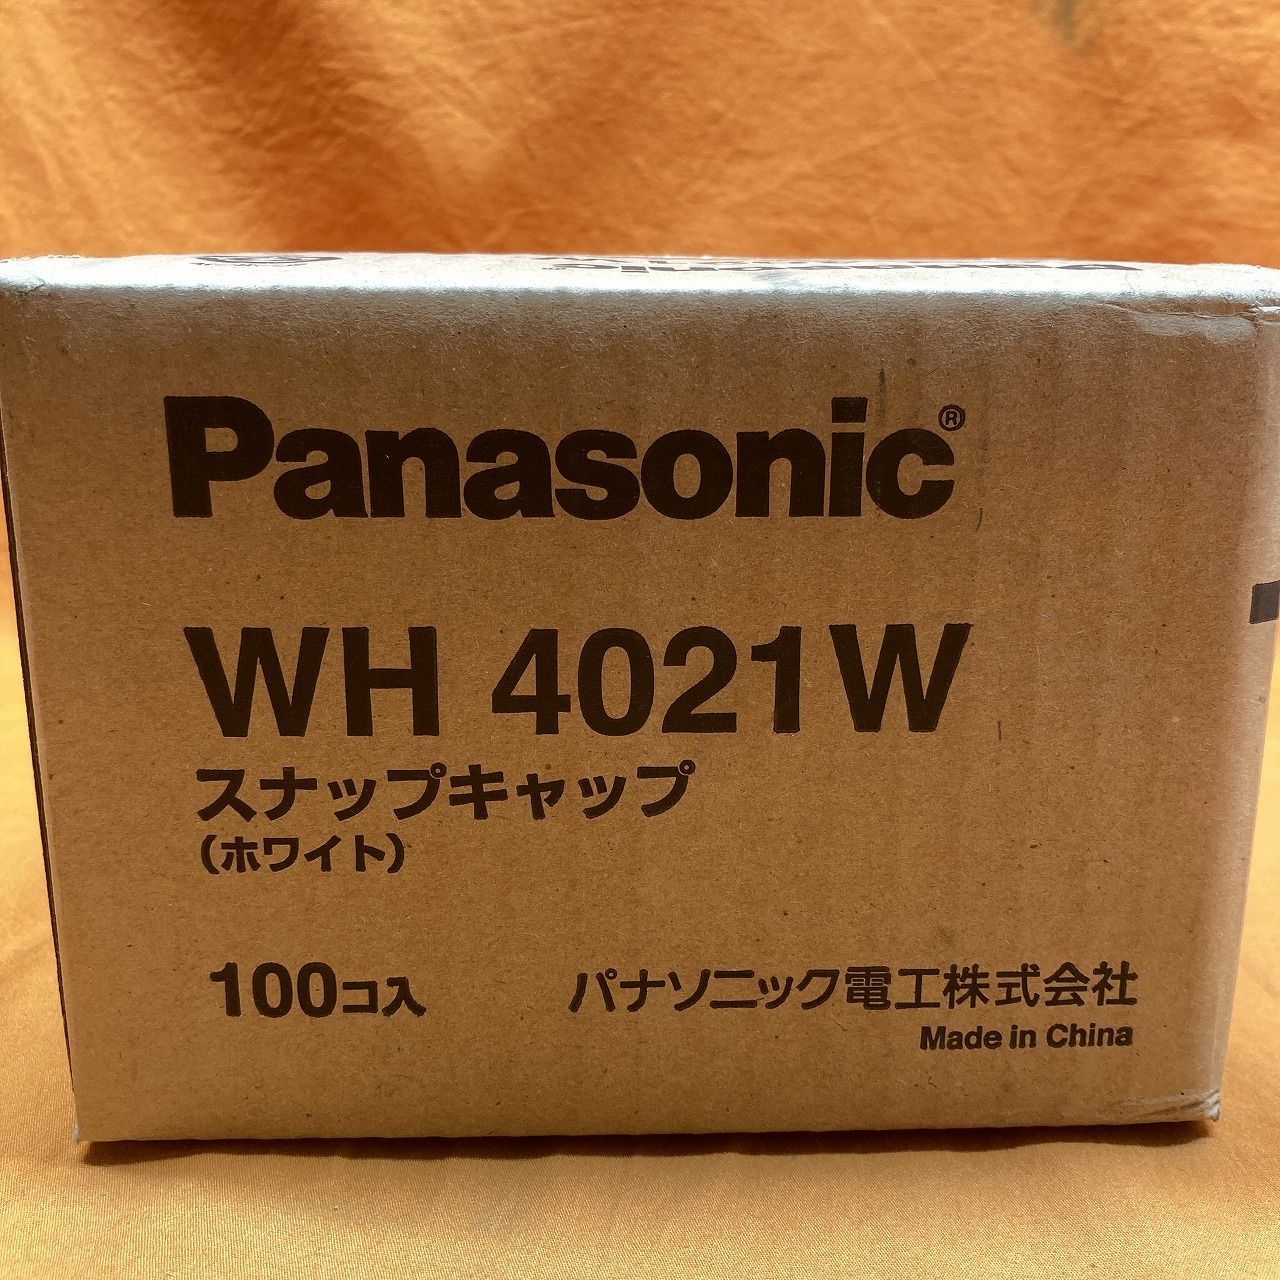 Panasonic®
WH 4021W
スナップキャップ
(ホワイト)
100コ入
パナソニック電工株式会社
Made in China